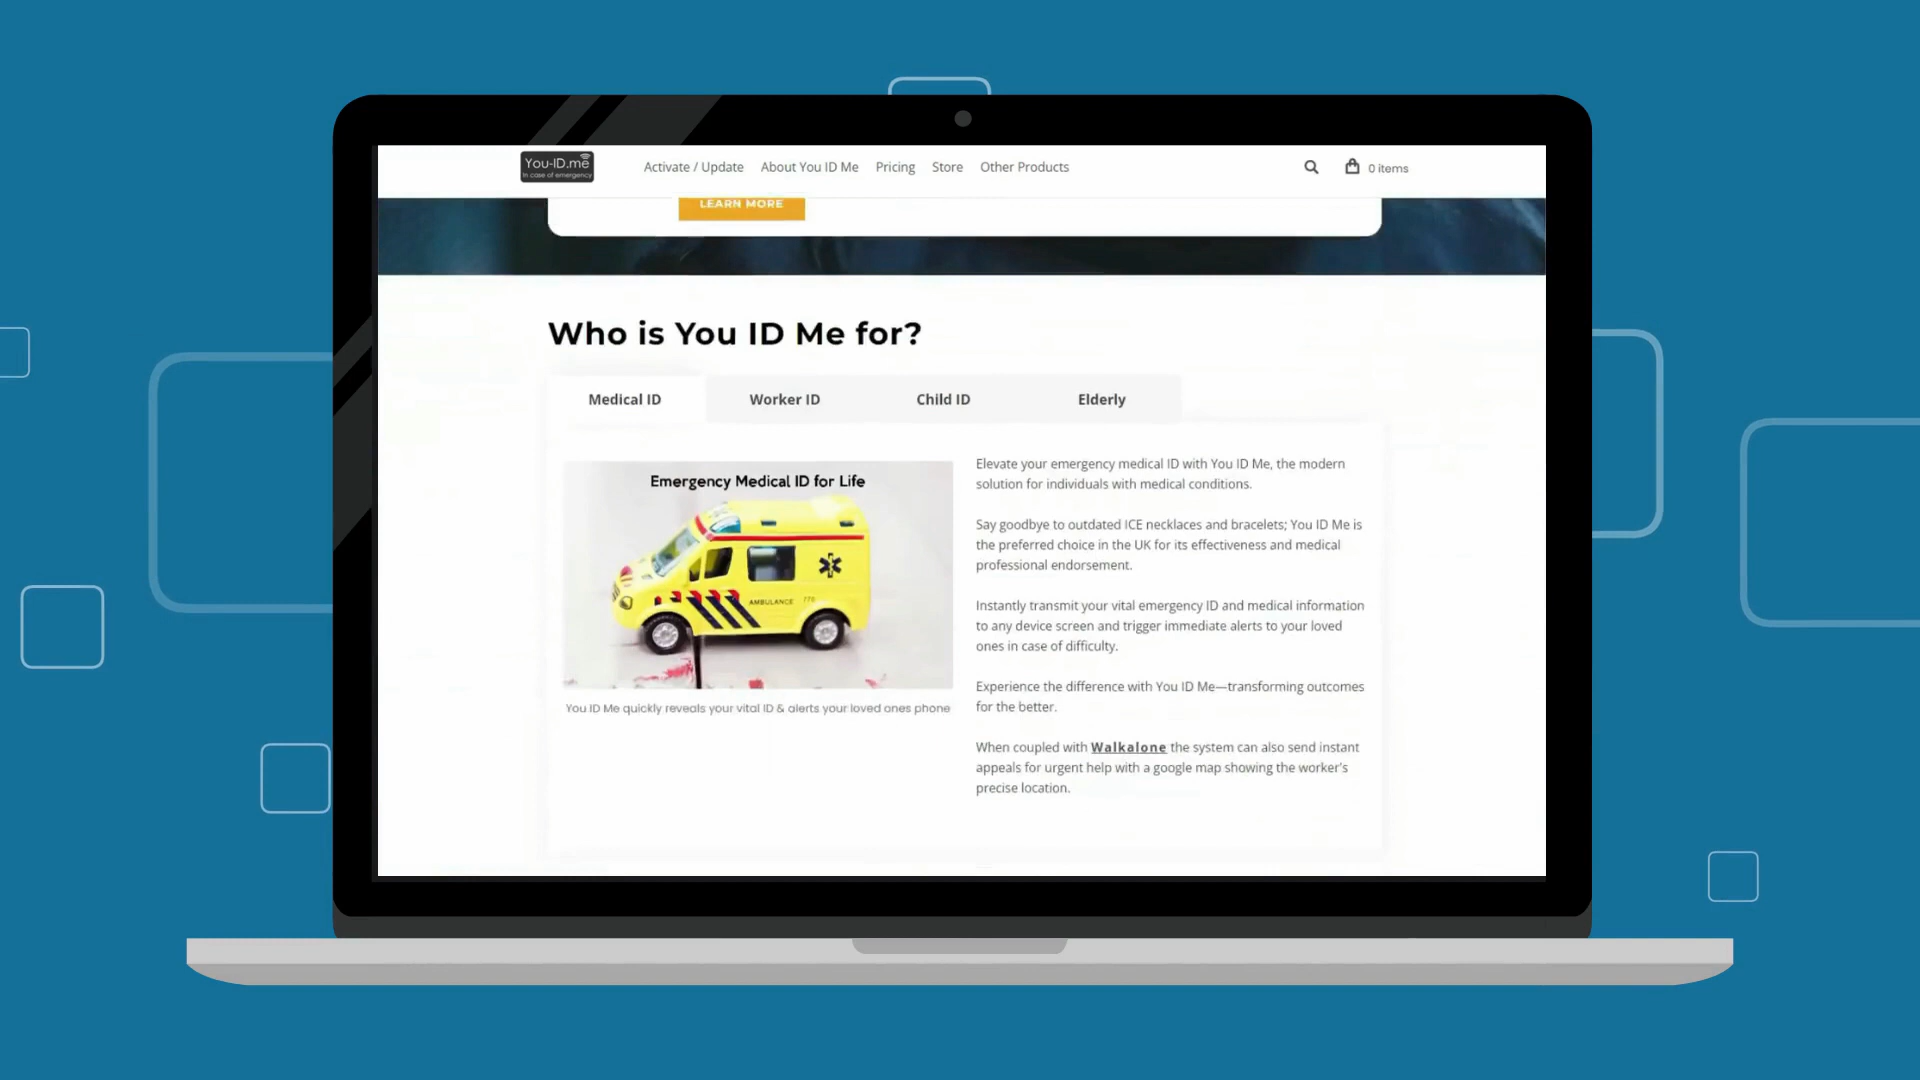 You-ID.me
In case of emergency
Activate / Update
About You ID Me
Pricing
Store
Other Products
0 items
LEARN MORE
Who is You ID Me for?
Medical ID
Worker ID
Child ID
Elderly
Emergency Medical ID for Life
AMBULANCE
You ID Me quickly reveals your vital ID & alerts your loved ones phone
Elevate your emergency medical ID with You ID Me, the modern
solution for individuals with medical conditions.
Say goodbye to outdated ICE necklaces and bracelets; You ID Me is
the preferred choice in the UK for its effectiveness and medical
professional endorsement.
Instantly transmit your vital emergency ID and medical information
to any device screen and trigger immediate alerts to your loved
ones in case of difficulty.
Experience the difference with You ID Me—transforming outcomes
for the better.
When coupled with Walkalone the system can also send instant
appeals for urgent help with a google map showing the worker's
precise location.